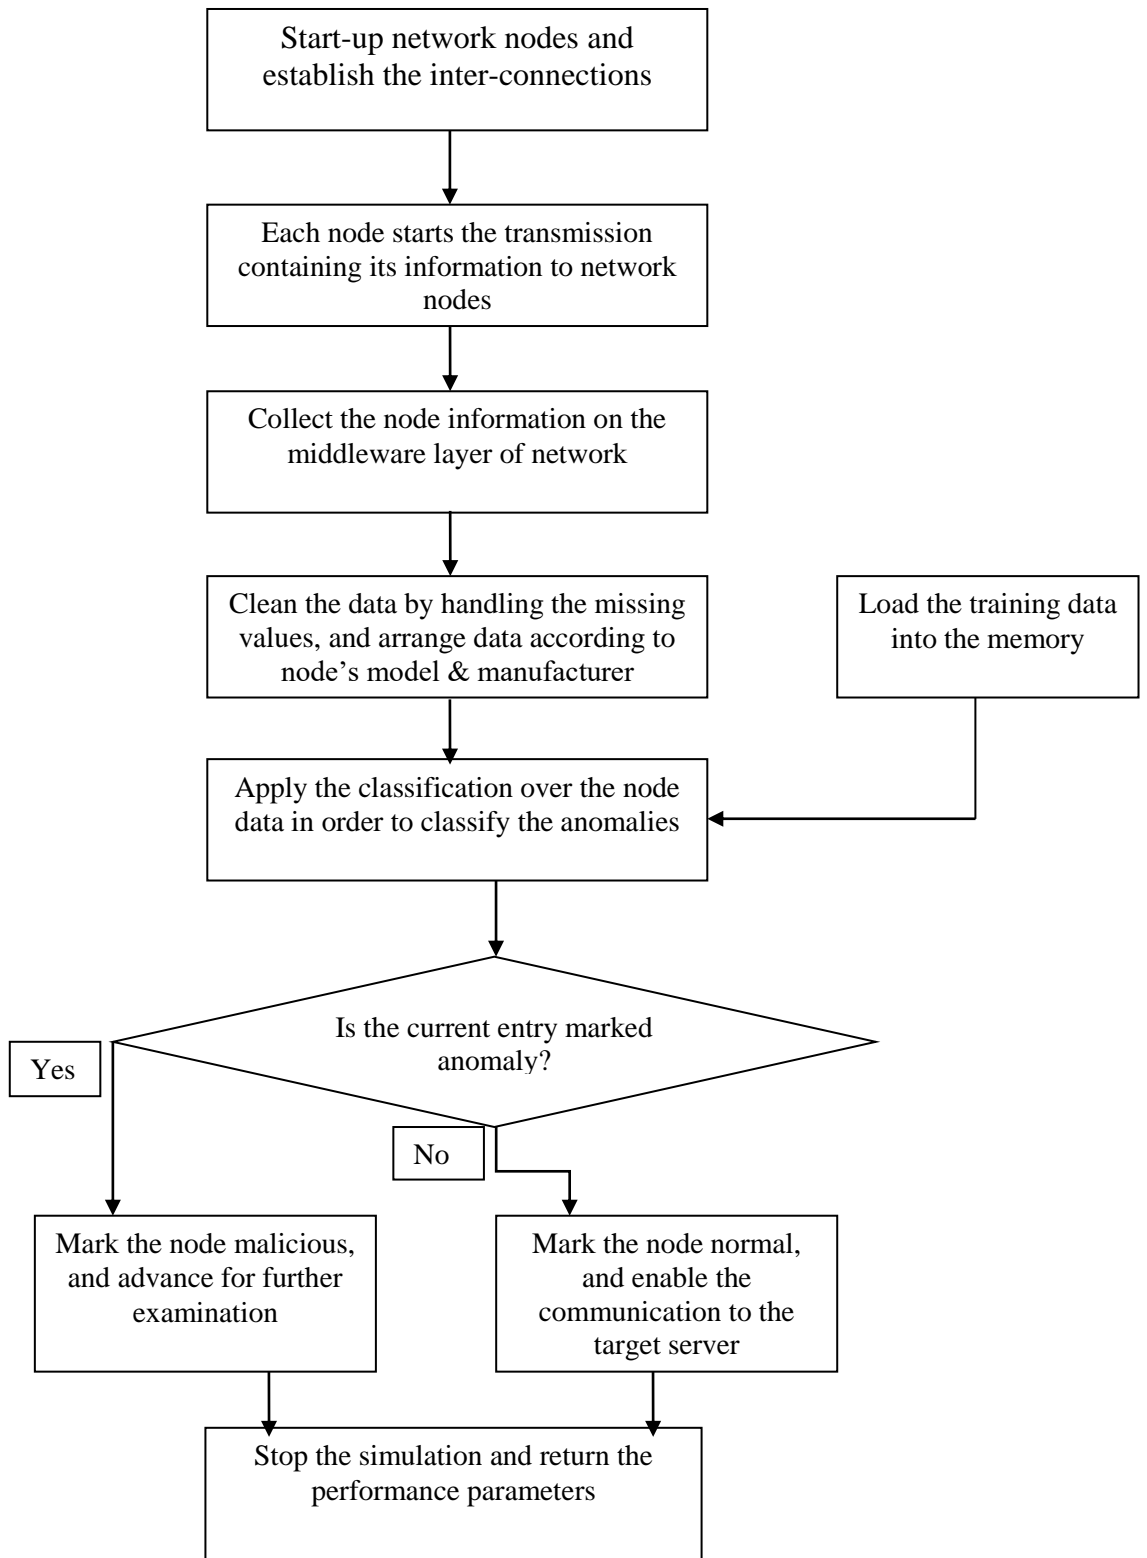 Start-up network nodes and
establish the inter-connections
Each node starts the transmission
containing its information to network
nodes
Collect the node information on the
middleware layer of network
Clean the data by handling the missing
values, and arrange data according to
node’s model & manufacturer
Load the training data
into the memory
Apply the classification over the node
data in order to classify the anomalies
Is the current entry marked
anomaly?
Yes
No
Mark the node malicious,
and advance for further
examination
Mark the node normal,
and enable the
communication to the
target server
Stop the simulation and return the
performance parameters